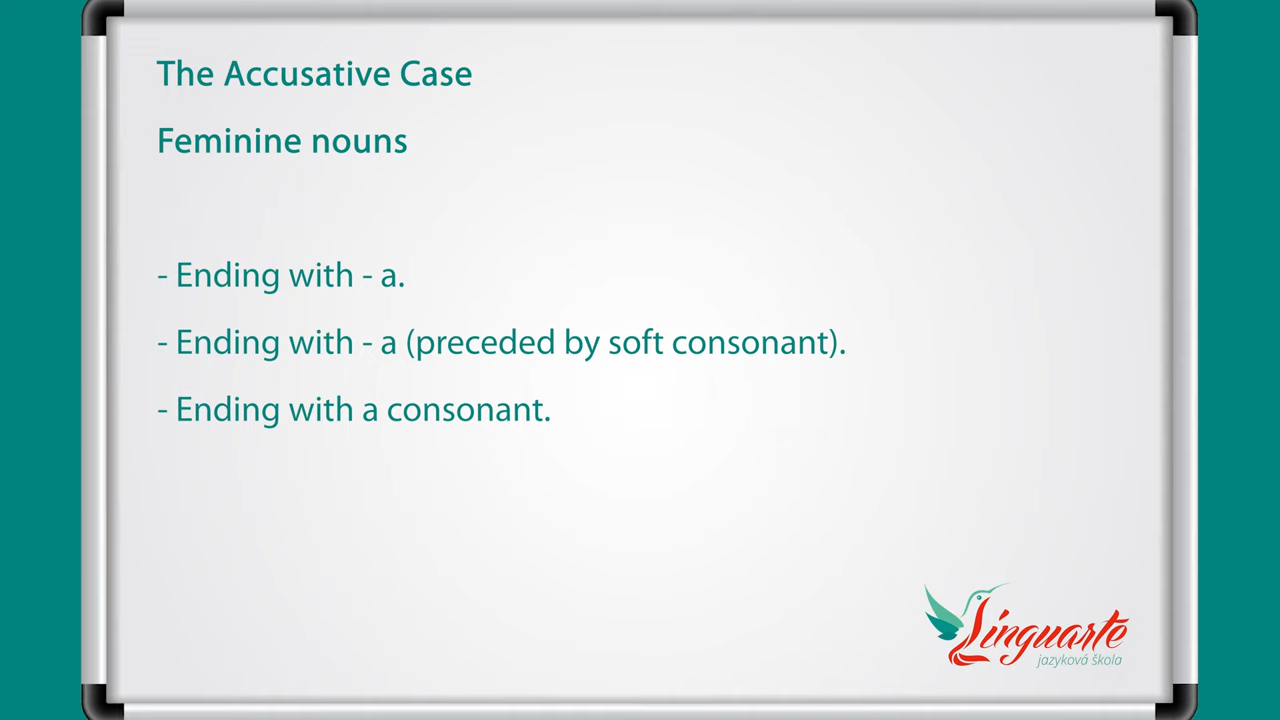 The Accusative Case
Feminine nouns
- Ending with - a.
- Ending with - a (preceded by soft consonant).
- Ending with a consonant.
Linguarte
jazyková škola